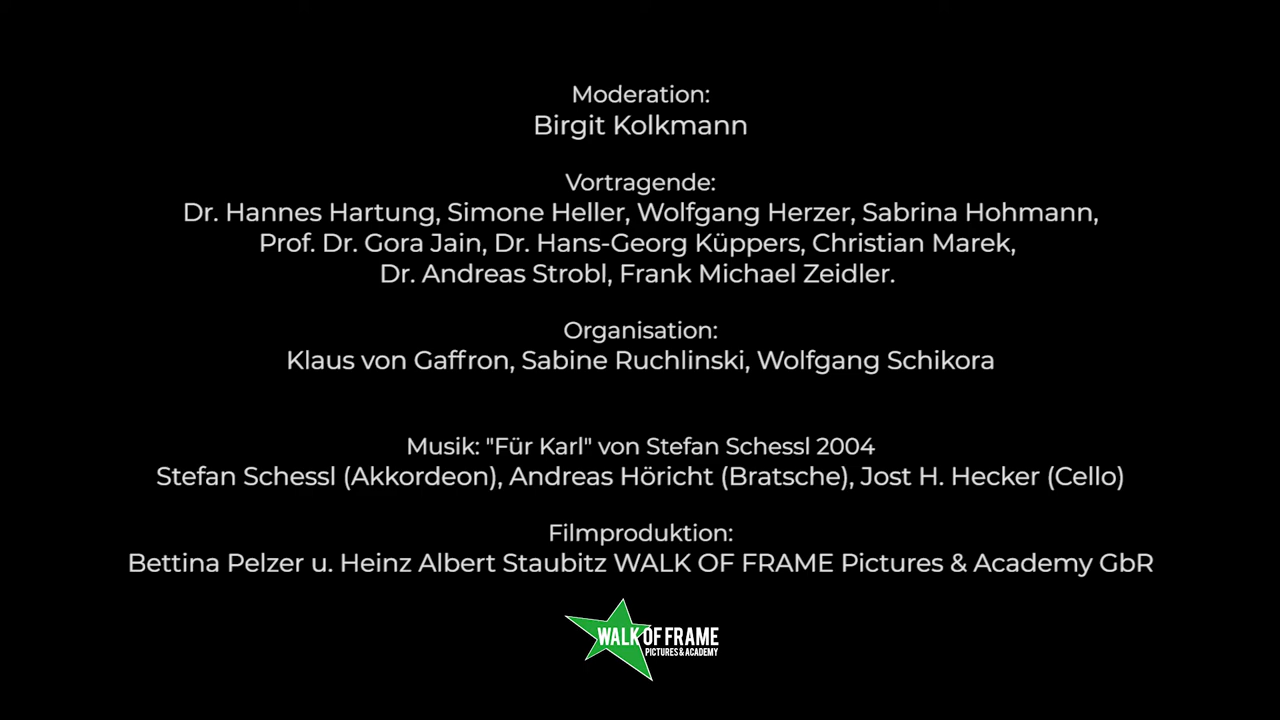 Moderation:
Birgit Kolkmann
Vortragende:
Dr. Hannes Hartung, Simone Heller, Wolfgang Herzer, Sabrina Hohmann,
Prof. Dr. Gora Jain, Dr. Hans-Georg Küppers, Christian Marek,
Dr. Andreas Strobl, Frank Michael Zeidler.
Organisation:
Klaus von Gaffron, Sabine Ruchlinski, Wolfgang Schikora
Musik: "Für Karl" von Stefan Schessl 2004
Stefan Schessl (Akkordeon), Andreas Höricht (Bratsche), Jost H. Hecker (Cello)
Filmproduktion:
Bettina Pelzer u. Heinz Albert Staubitz WALK OF FRAME Pictures & Academy GbR
WALK OF FRAME
PICTURES & ACADEMY